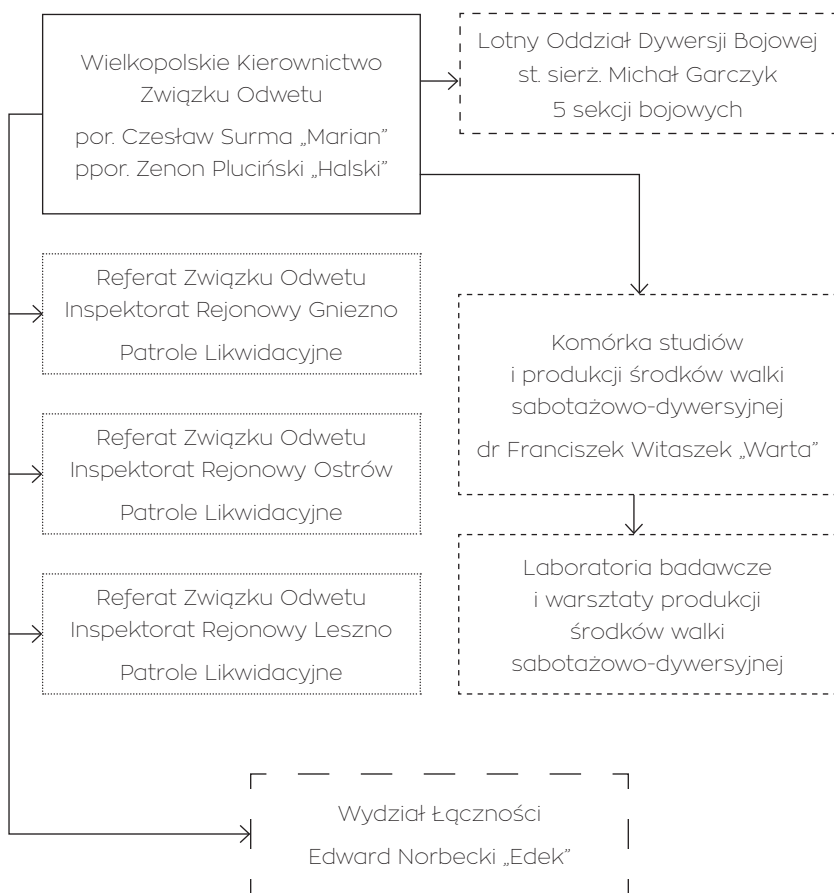 Wielkopolskie Kierownictwo
Związku Odwetu
por. Czesław Surma „Marian”
ppor. Zenon Pluciński „Halski”
Lotny Oddział Dywersji Bojowej
st. sierż. Michał Garczyk
5 sekcji bojowych
Referat Związku Odwetu
Inspektorat Rejonowy Gniezno
Patrole Likwidacyjne
Referat Związku Odwetu
Inspektorat Rejonowy Ostrów
Patrole Likwidacyjne
Referat Związku Odwetu
Inspektorat Rejonowy Leszno
Patrole Likwidacyjne
Komórka studiów
i produkcji środków walki
sabotażowo-dywersyjnej
dr Franciszek Witaszek „Warta”
Laboratoria badawcze
i warsztaty produkcji
środków walki
sabotażowo-dywersyjnej
Wydział Łączności
Edward Norbecki „Edek”